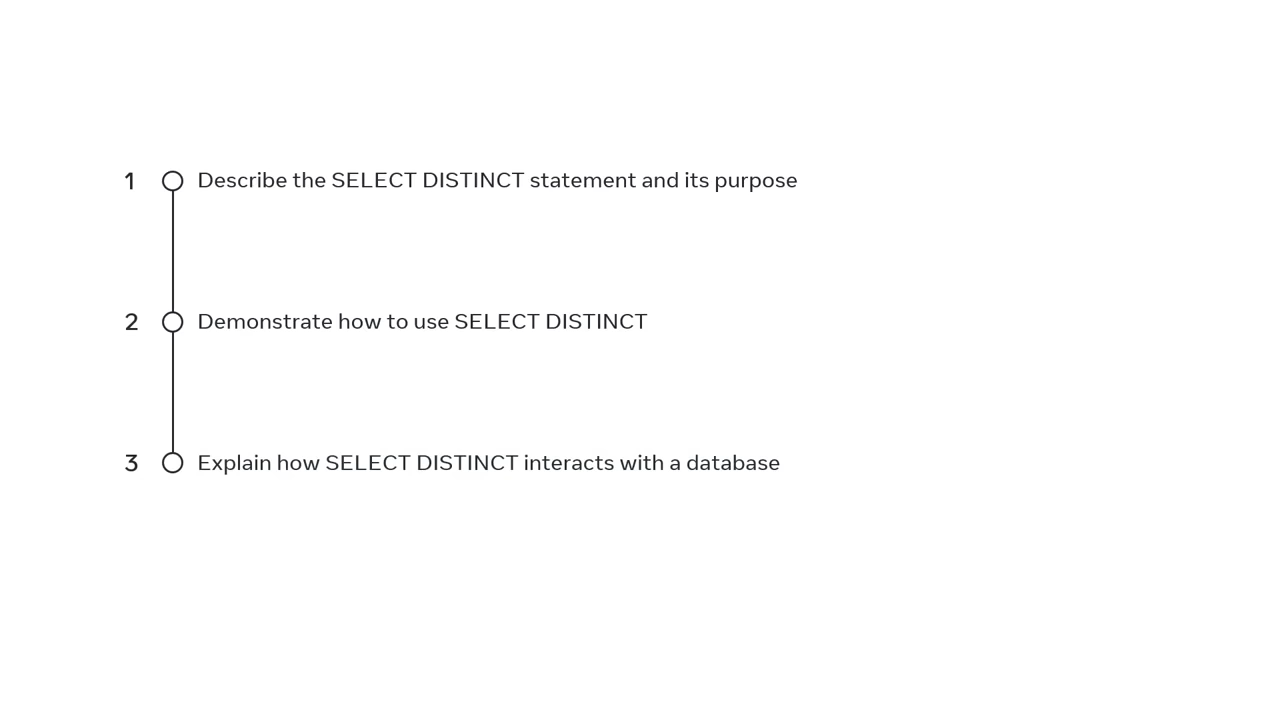 1 Describe the SELECT DISTINCT statement and its purpose
2 Demonstrate how to use SELECT DISTINCT
3 Explain how SELECT DISTINCT interacts with a database